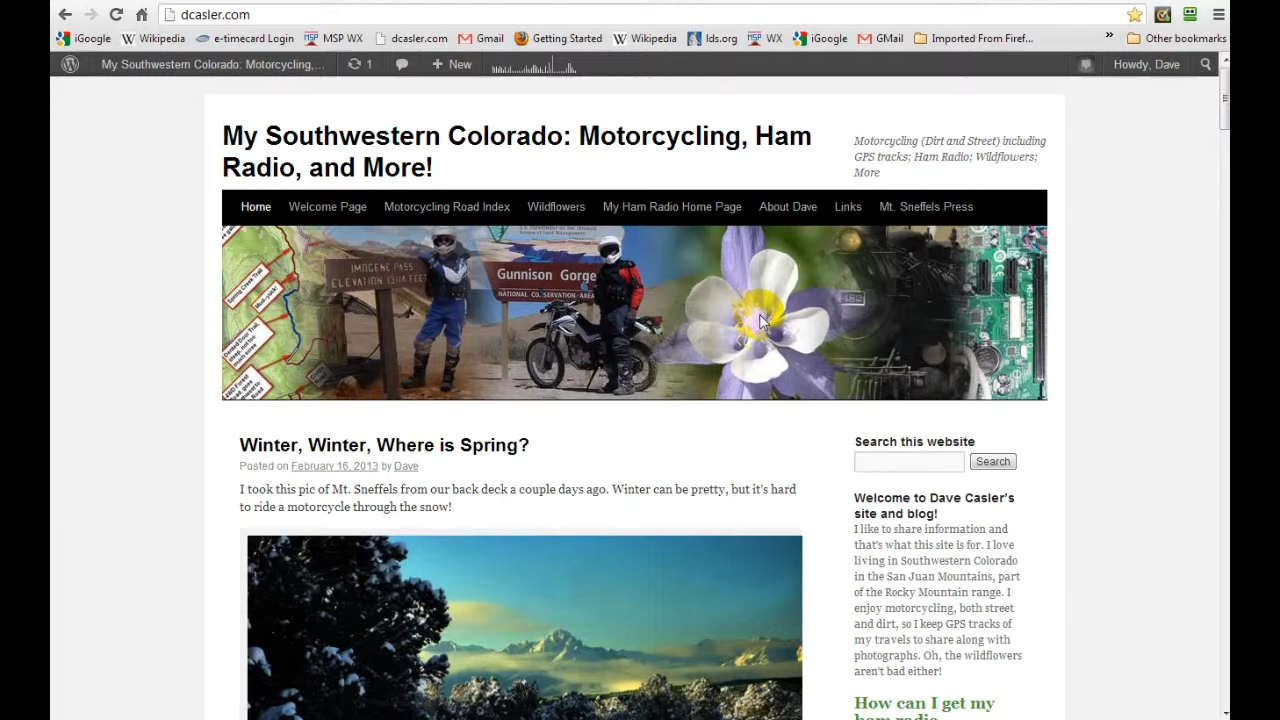 dcasler.com
iGoogle Wikipedia e-timecard Login MSP WX dcasler.com Gmail Getting Started Wikipedia lds.org WX iGoogle GMail Imported From Firef... » Other bookmarks
My Southwestern Colorado: Motorcycling,... 1 + New Howdy, Dave
My Southwestern Colorado: Motorcycling, Ham
Radio, and More!
Motorcycling (Dirt and Street) including
GPS tracks; Ham Radio; Wildflowers;
More
Home Welcome Page Motorcycling Road Index Wildflowers My Ham Radio Home Page About Dave Links Mt. Sneffels Press
Spring Creek Trail
IMOGENE PASS
ELEVATION 13114 FEET
Gunnison Gorge
NATIONAL CONSERVATION AREA
Winter, Winter, Where is Spring?
Posted on February 16, 2013 by Dave
I took this pic of Mt. Sneffels from our back deck a couple days ago. Winter can be pretty, but it's hard
to ride a motorcycle through the snow!
Search this website
Search
Welcome to Dave Casler's
site and blog!
I like to share information and
that's what this site is for. I love
living in Southwestern Colorado
in the San Juan Mountains, part
of the Rocky Mountain range. I
enjoy motorcycling, both street
and dirt, so I keep GPS tracks of
my travels to share along with
photographs. Oh, the wildflowers
aren't bad either!
How can I get my
ham radio